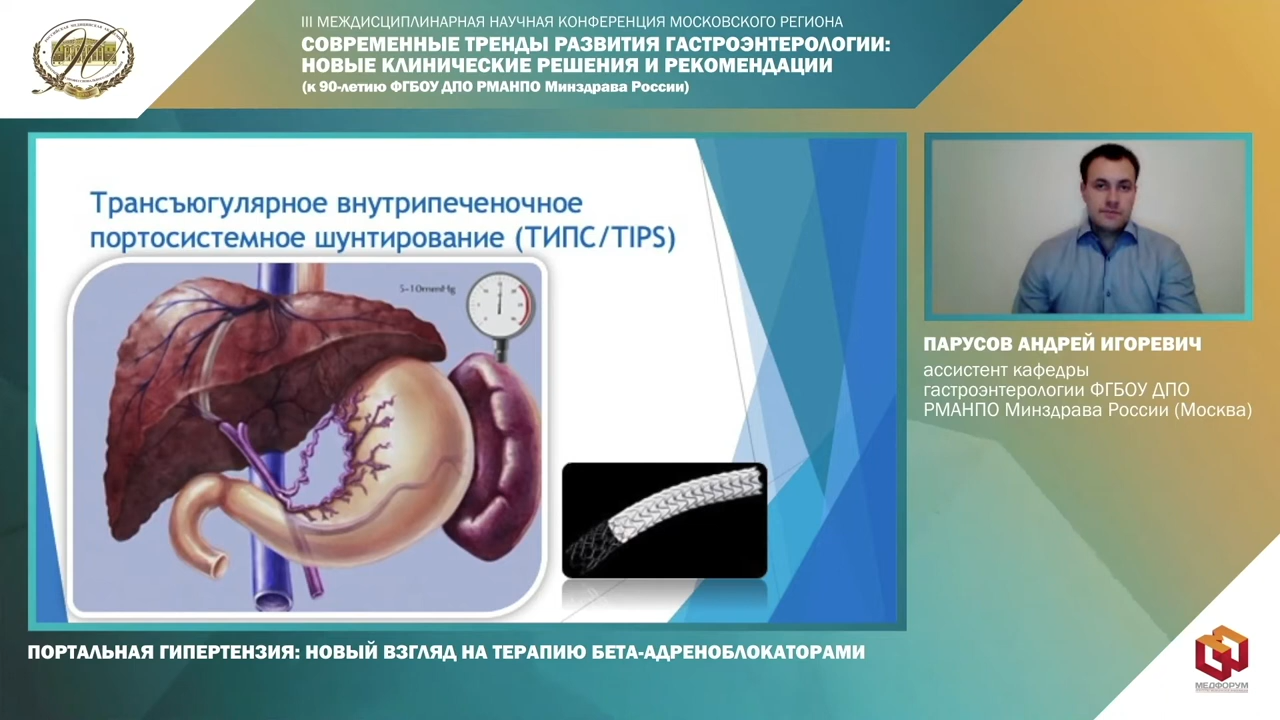 III МЕЖДИСЦИПЛИНАРНАЯ НАУЧНАЯ КОНФЕРЕНЦИЯ МОСКОВСКОГО РЕГИОНА
СОВРЕМЕННЫЕ ТРЕНДЫ РАЗВИТИЯ ГАСТРОЭНТЕРОЛОГИИ:
НОВЫЕ КЛИНИЧЕСКИЕ РЕШЕНИЯ И РЕКОМЕНДАЦИИ
(к 90-летию ФГБОУ ДПО РМАНПО Минздрава России)
Трансъюгулярное внутрипеченочное
портосистемное шунтирование (ТИПС/TIPS)
5-10mmHg
ПАРУСОВ АНДРЕЙ ИГОРЕВИЧ
ассистент кафедры
гастроэнтерологии ФГБОУ ДПО
РМАНПО Минздрава России (Москва)
ПОРТАЛЬНАЯ ГИПЕРТЕНЗИЯ: НОВЫЙ ВЗГЛЯД НА ТЕРАПИЮ БЕТА-АДРЕНОБЛОКАТОРАМИ
МЕДФОРУМ